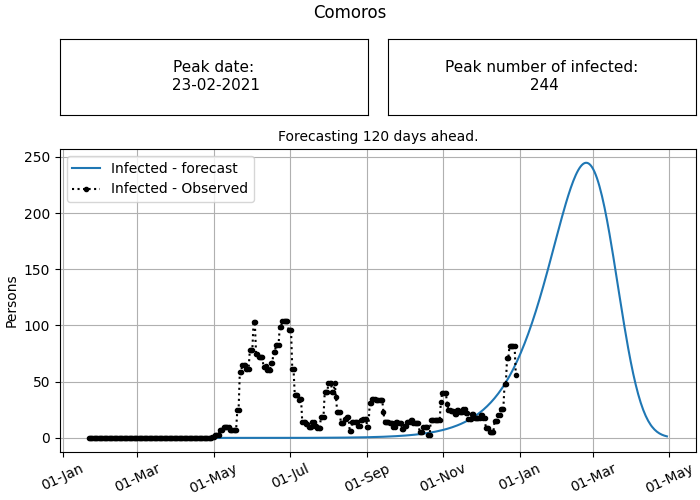 Comoros
Peak date:
23-02-2021
Peak number of infected:
244
Forecasting 120 days ahead.
Infected - forecast
Infected - Observed
Persons
250
200
150
100
50
0
01-Jan
01-Mar
01-May
01-Jul
01-Sep
01-Nov
01-Jan
01-Mar
01-May